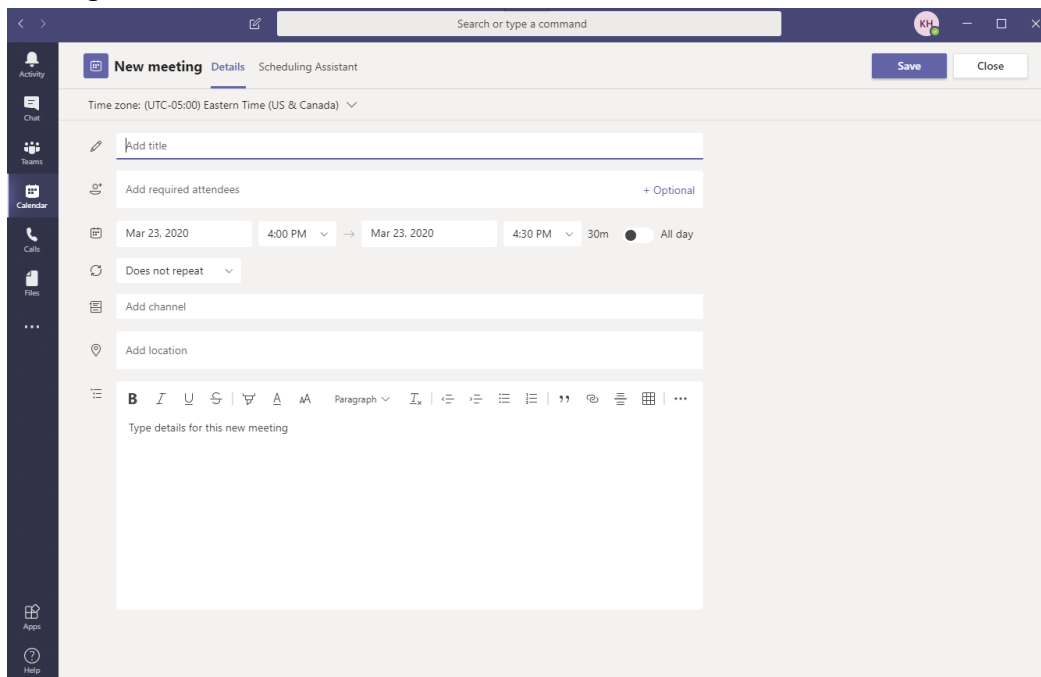 Search or type a command
KH
Activity
Chat
Teams
Calendar
Calls
Files
Apps
Help
New meeting Details Scheduling Assistant
Save Close
Time zone: (UTC-05:00) Eastern Time (US & Canada)
Add title
Add required attendees + Optional
Mar 23, 2020 4:00 PM → Mar 23, 2020 4:30 PM 30m All day
Does not repeat
Add channel
Add location
B I U S A AA Paragraph Tx
Type details for this new meeting